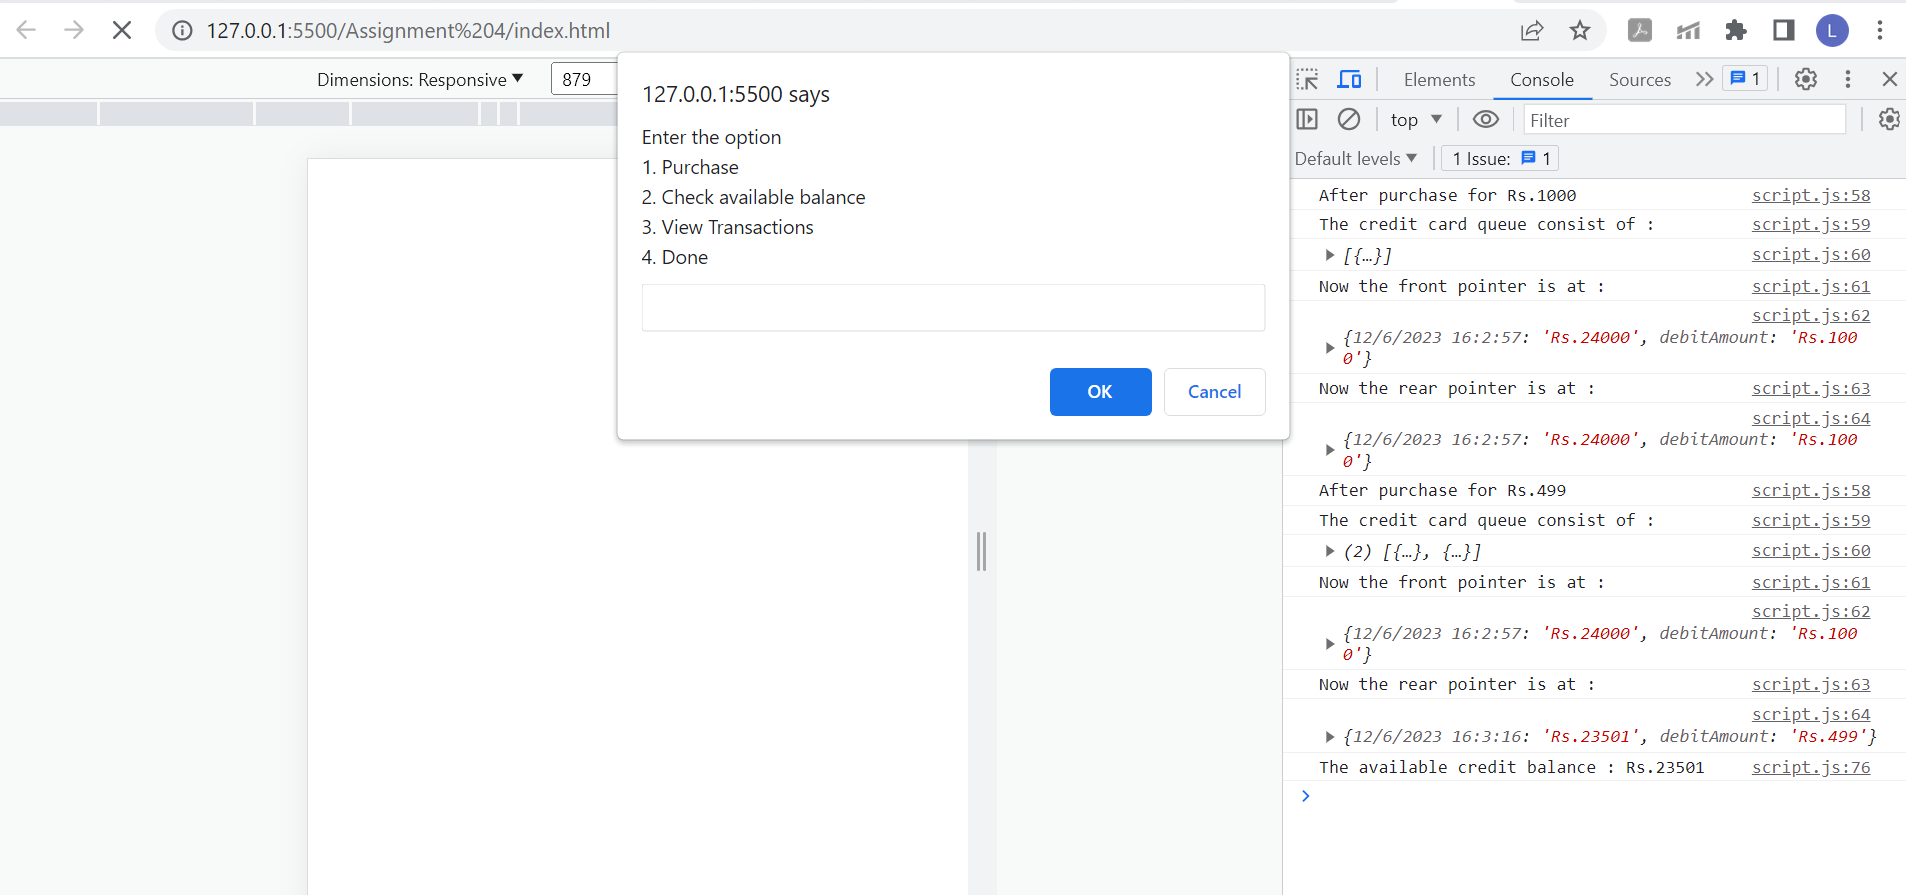 127.0.0.1:5500/Assignment%204/index.html
L
Dimensions: Responsive
879
127.0.0.1:5500 says
Enter the option
1. Purchase
2. Check available balance
3. View Transactions
4. Done
OK
Cancel
Elements
Console
Sources
1
top
Filter
Default levels
1 Issue: 1
After purchase for Rs.1000 script.js:58
The credit card queue consist of : script.js:59
[{…}] script.js:60
Now the front pointer is at : script.js:61
script.js:62
{12/6/2023 16:2:57: 'Rs.24000', debitAmount: 'Rs.100
0'}
Now the rear pointer is at : script.js:63
script.js:64
{12/6/2023 16:2:57: 'Rs.24000', debitAmount: 'Rs.100
0'}
After purchase for Rs.499 script.js:58
The credit card queue consist of : script.js:59
(2) [{…}, {…}] script.js:60
Now the front pointer is at : script.js:61
script.js:62
{12/6/2023 16:2:57: 'Rs.24000', debitAmount: 'Rs.100
0'}
Now the rear pointer is at : script.js:63
script.js:64
{12/6/2023 16:3:16: 'Rs.23501', debitAmount: 'Rs.499'}
The available credit balance : Rs.23501 script.js:76